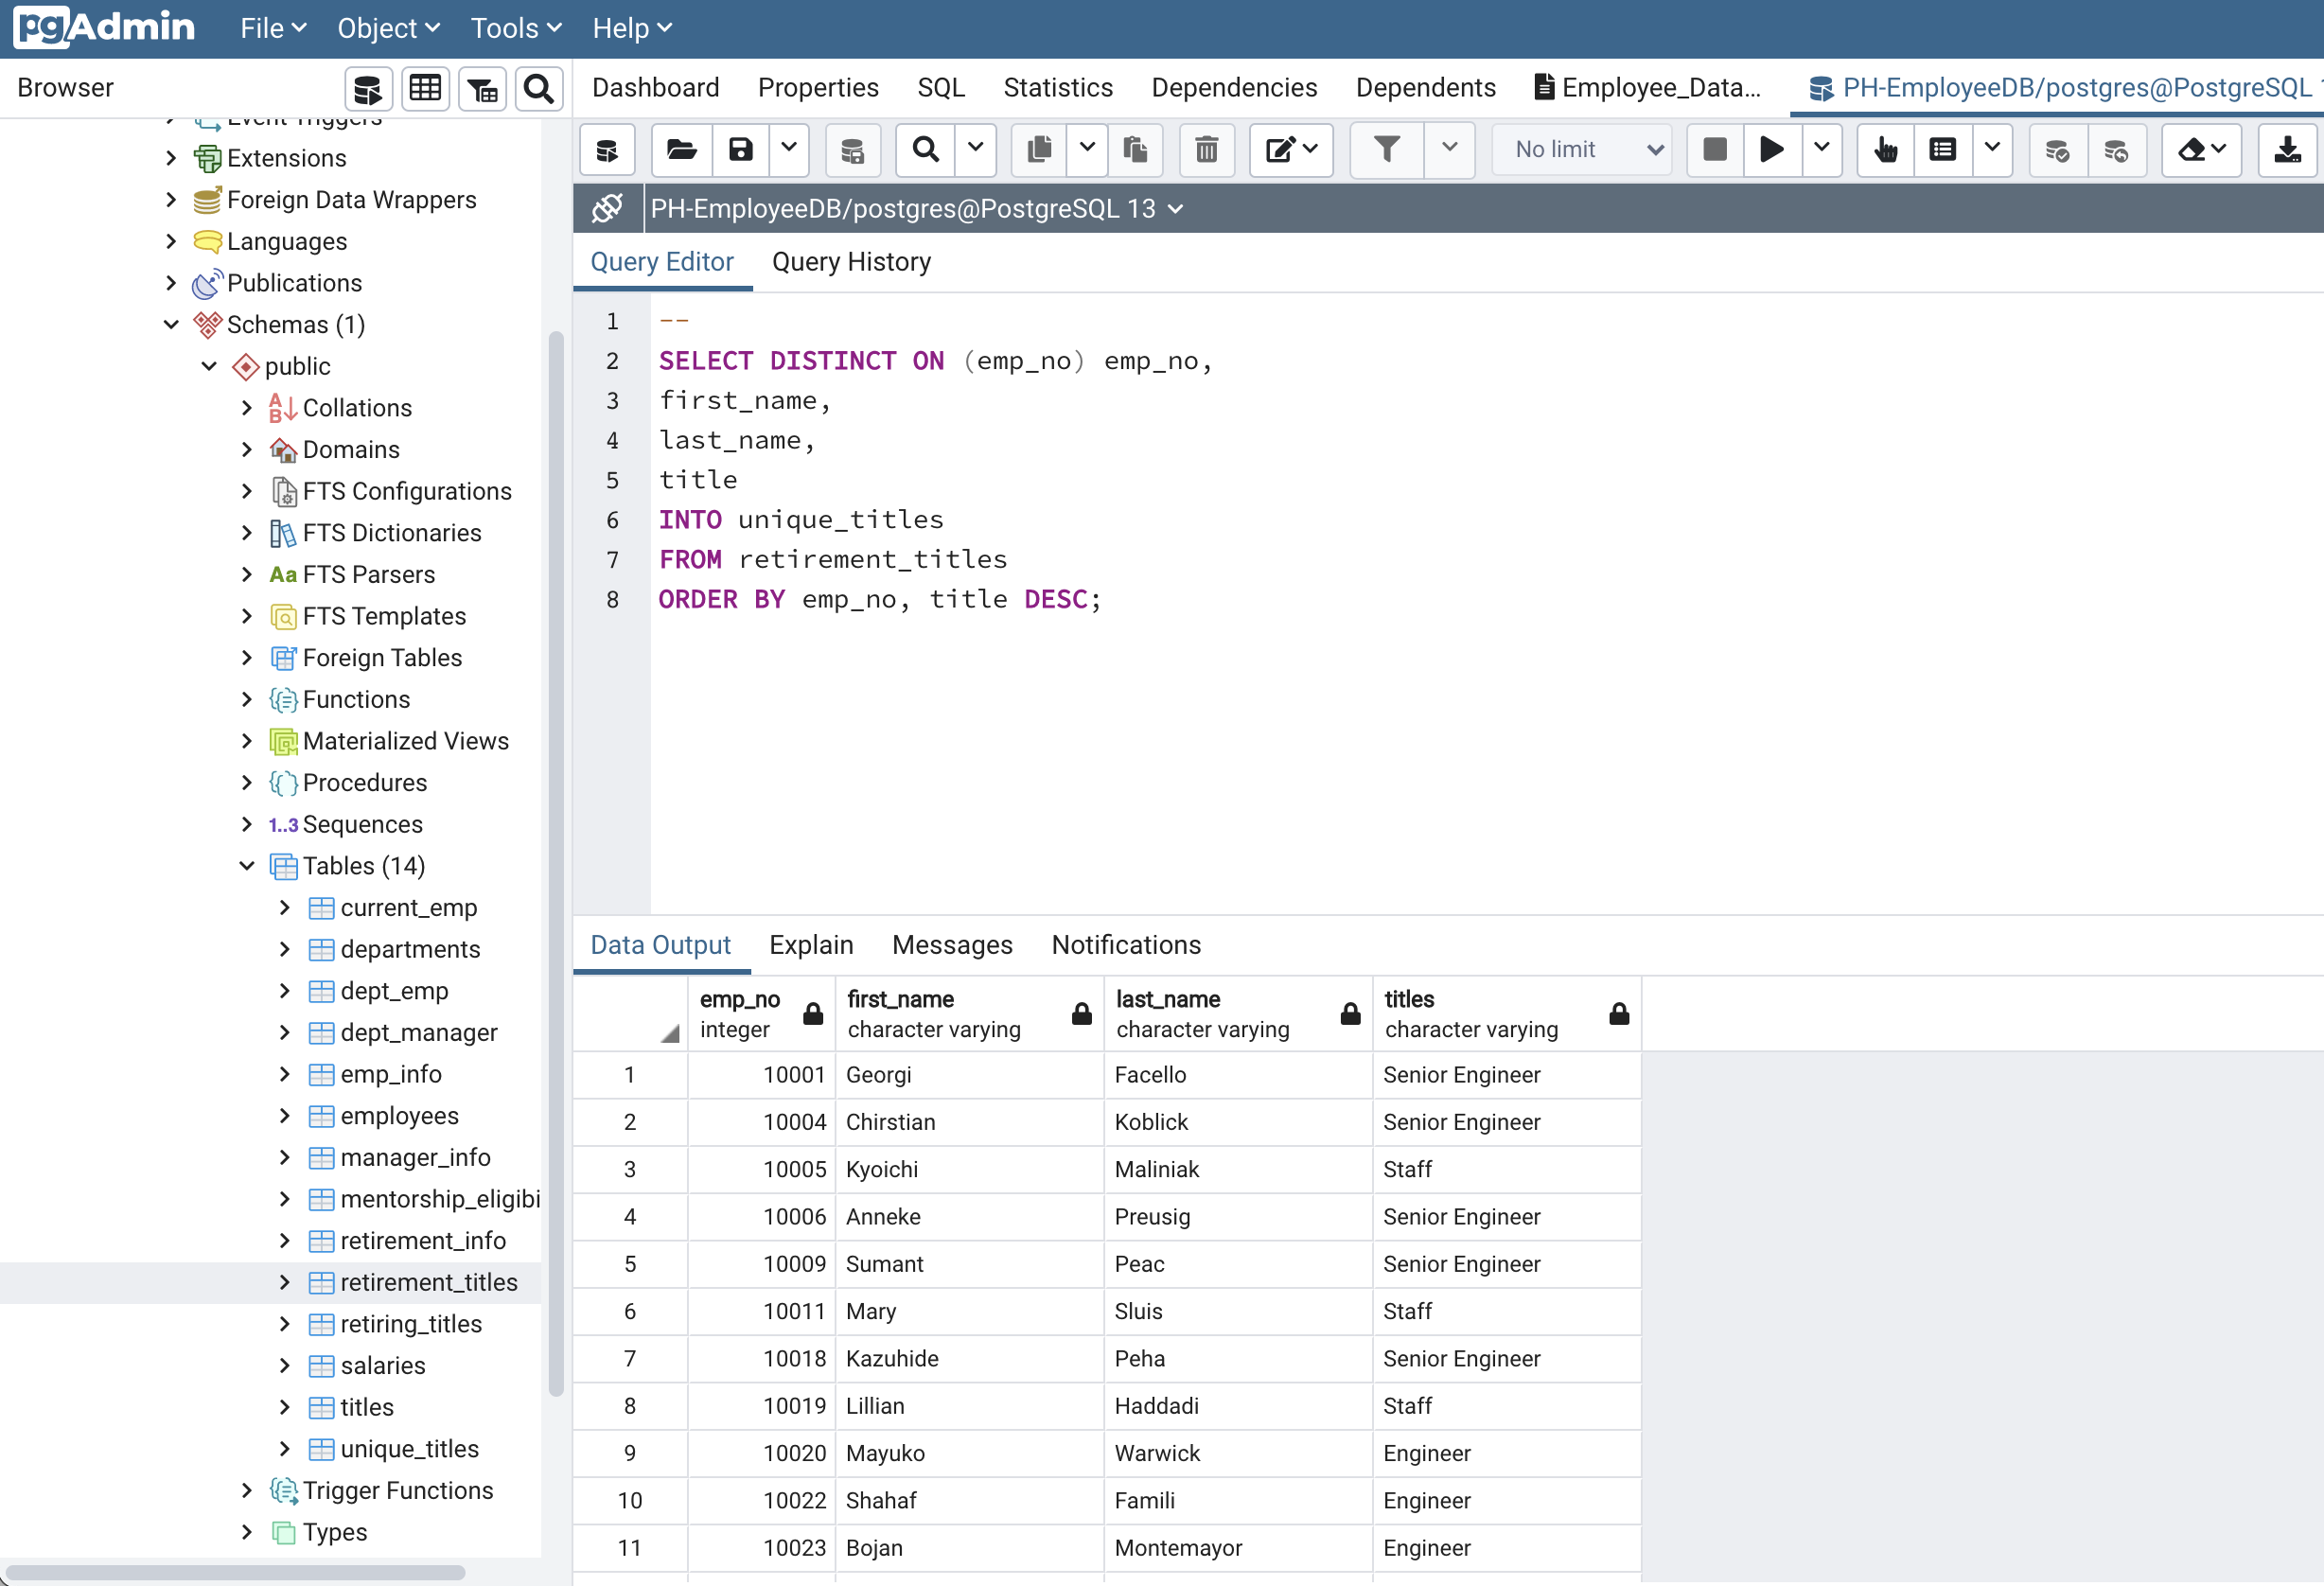 pgAdmin File Object Tools Help
Browser
Dashboard Properties SQL Statistics Dependencies Dependents Employee_Data... PH-EmployeeDB/postgres@PostgreSQL
No limit
PH-EmployeeDB/postgres@PostgreSQL 13
Query Editor Query History
Event Triggers
Extensions
Foreign Data Wrappers
Languages
Publications
Schemas (1)
public
Collations
Domains
FTS Configurations
FTS Dictionaries
Aa FTS Parsers
FTS Templates
Foreign Tables
Functions
Materialized Views
Procedures
1..3 Sequences
Tables (14)
current_emp
departments
dept_emp
dept_manager
emp_info
employees
manager_info
mentorship_eligibi
retirement_info
retirement_titles
retiring_titles
salaries
titles
unique_titles
Trigger Functions
Types
1 --
2 SELECT DISTINCT ON (emp_no) emp_no,
3 first_name,
4 last_name,
5 title
6 INTO unique_titles
7 FROM retirement_titles
8 ORDER BY emp_no, title DESC;
Data Output Explain Messages Notifications
emp_no first_name last_name titles
integer character varying character varying character varying
1 10001 Georgi Facello Senior Engineer
2 10004 Chirstian Koblick Senior Engineer
3 10005 Kyoichi Maliniak Staff
4 10006 Anneke Preusig Senior Engineer
5 10009 Sumant Peac Senior Engineer
6 10011 Mary Sluis Staff
7 10018 Kazuhide Peha Senior Engineer
8 10019 Lillian Haddadi Staff
9 10020 Mayuko Warwick Engineer
10 10022 Shahaf Famili Engineer
11 10023 Bojan Montemayor Engineer